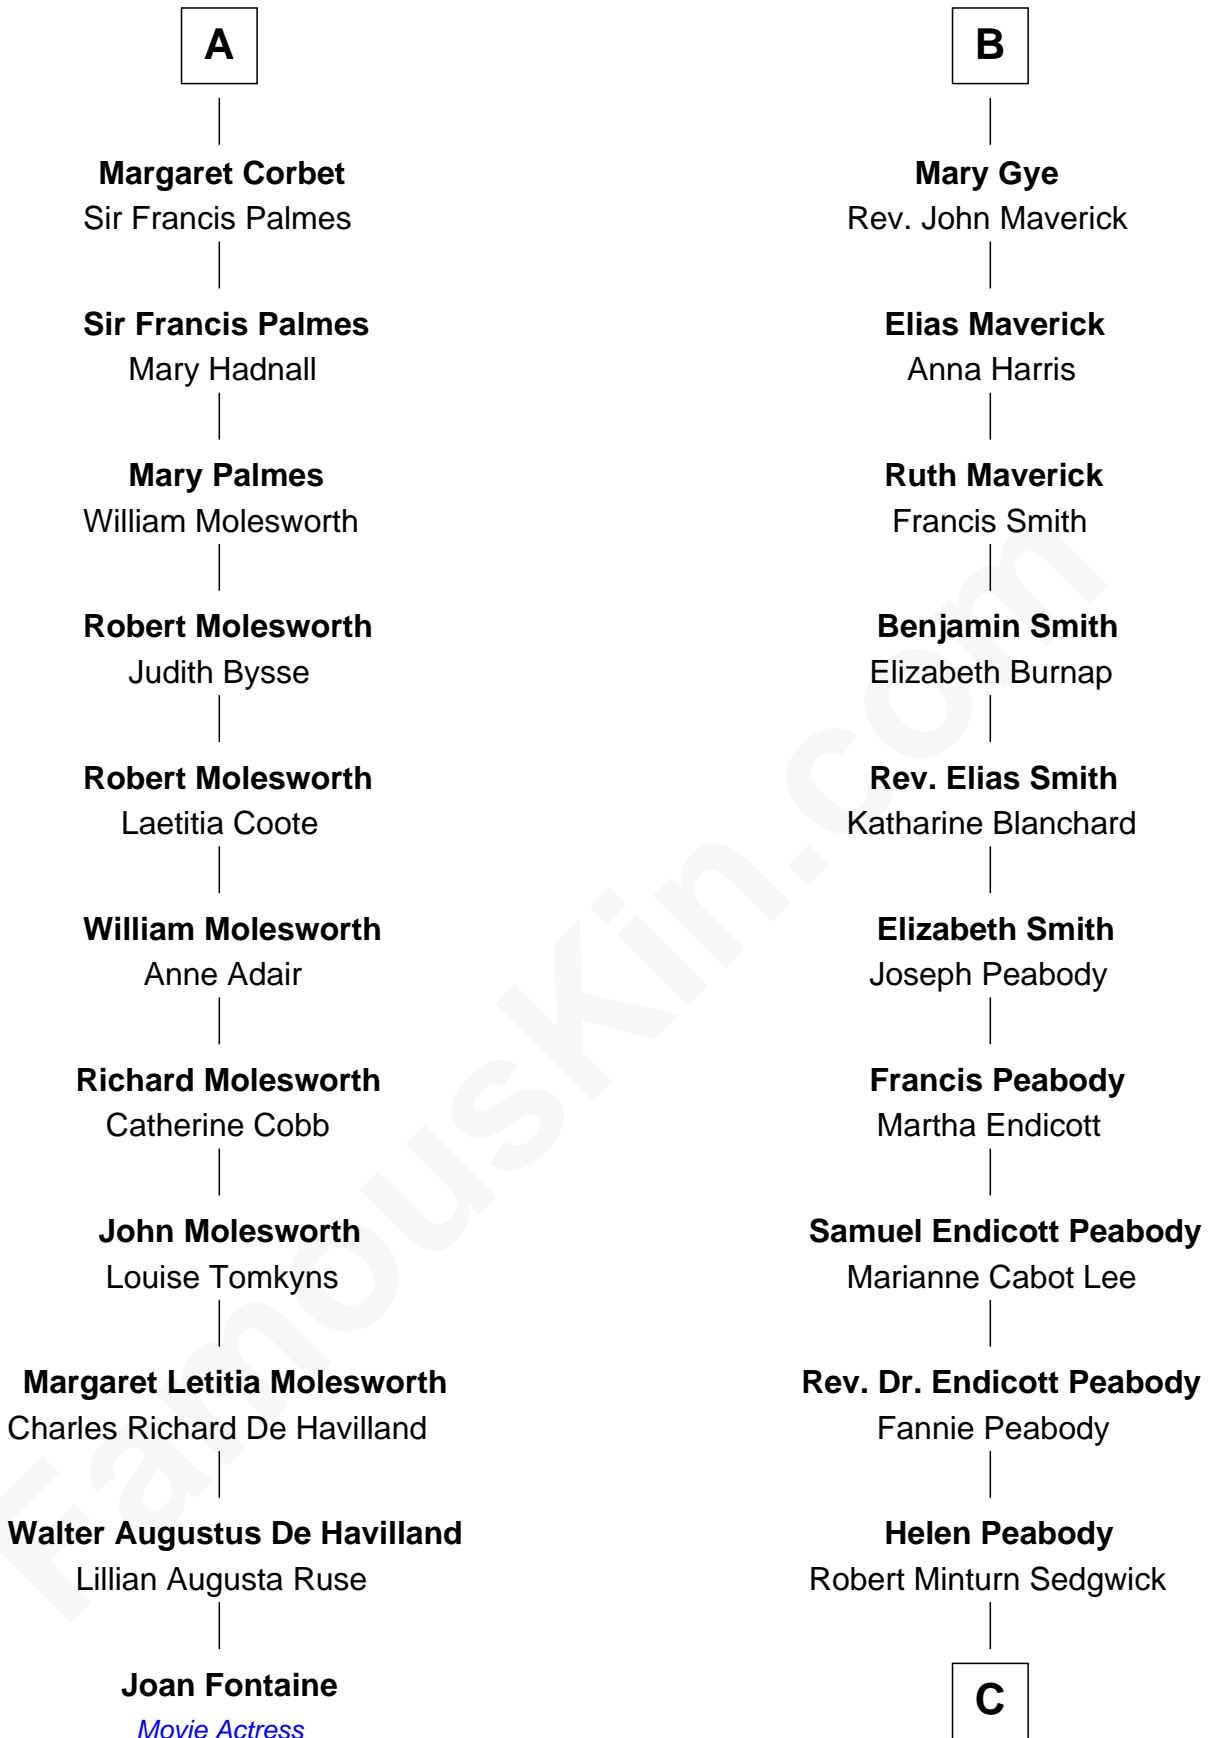 A
Margaret Corbet
Sir Francis Palmes
Sir Francis Palmes
Mary Hadnall
Mary Palmes
William Molesworth
Robert Molesworth
Judith Bysse
Robert Molesworth
Laetitia Coote
William Molesworth
Anne Adair
Richard Molesworth
Catherine Cobb
John Molesworth
Louise Tomkyns
Margaret Letitia Molesworth
Charles Richard De Havilland
Walter Augustus De Havilland
Lillian Augusta Ruse
Joan Fontaine
Movie Actress
B
Mary Gye
Rev. John Maverick
Elias Maverick
Anna Harris
Ruth Maverick
Francis Smith
Benjamin Smith
Elizabeth Burnap
Rev. Elias Smith
Katharine Blanchard
Elizabeth Smith
Joseph Peabody
Francis Peabody
Martha Endicott
Samuel Endicott Peabody
Marianne Cabot Lee
Rev. Dr. Endicott Peabody
Fannie Peabody
Helen Peabody
Robert Minturn Sedgwick
C
FamousKin.com